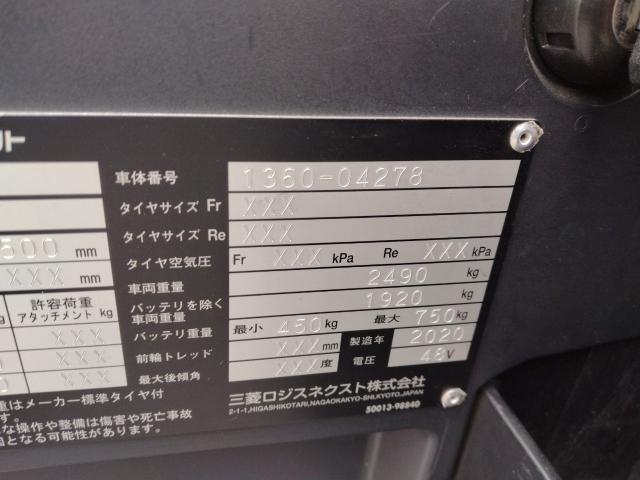 フト
車体番号 1360-04278
タイヤサイズ Fr XXX
タイヤサイズ Re XXX
500 mm タイヤ空気圧 Fr XXX kPa Re XXX kPa
XXX mm 車両重量 2490 kg
許容荷重 アタッチメント kg バッテリを除く 車両重量 1920 kg
XXX バッテリ重量 最小 450 kg 最大 750 kg
XXX 前輪トレッド XXX mm 製造年 2020
XXX 最大後傾角 XXX 度 電圧 48 V
重はメーカー標準タイヤ付
す。
な操作や整備は傷害や死亡事故
となる可能性があります。
三菱ロジスネクスト株式会社
2-1-1,HIGASHIKOTARI,NAGAOKAKYO-SHI,KYOTO,JAPAN
50013-98840